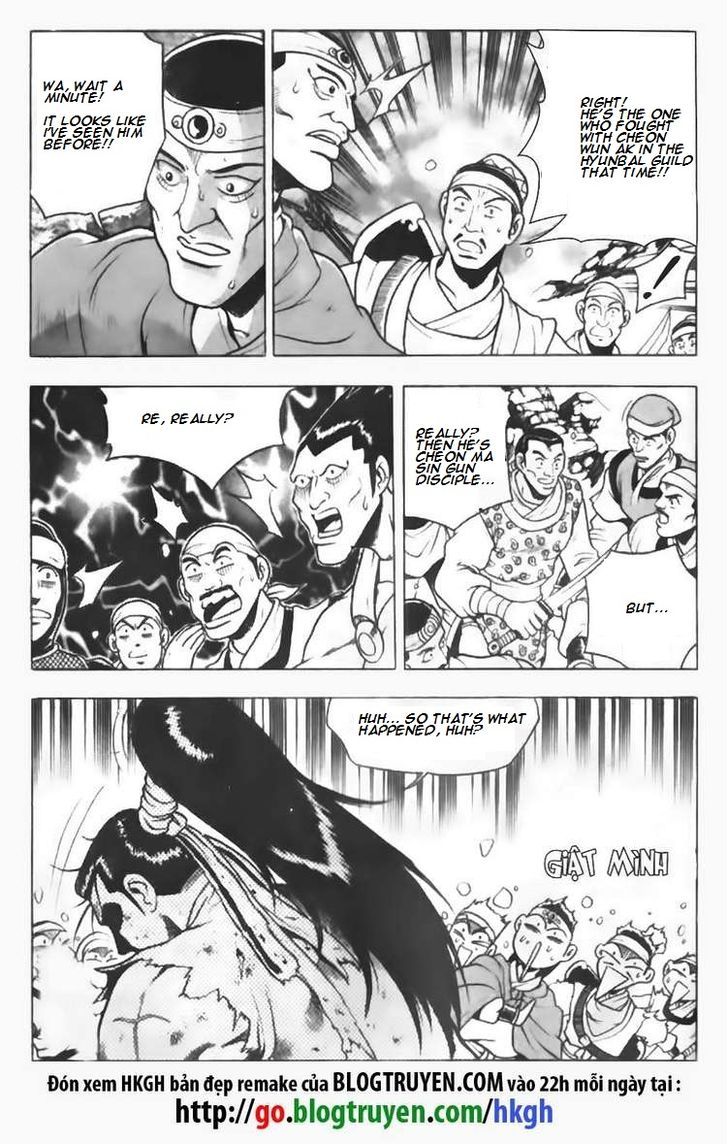 WA, WAIT A
MINUTE!
IT LOOKS LIKE
I'VE SEEN HIM
BEFORE!!
RIGHT!
HE'S THE ONE
WHO FOUGHT
WITH CHEON
WUN AK IN THE
HYUNBAL GUILD
THAT TIME!!
!
RE, REALLY?
REALLY?
THEN HE'S
CHEON MA
SIN GUN
DISCIPLE...
BUT...
HUH... SO THAT'S WHAT
HAPPENED, HUH?
GIẬT MÌNH
Đón xem HKGH bản đẹp remake của BLOGTRUYEN.COM vào 22h mỗi ngày tại :
http://go.blogtruyen.com/hkgh